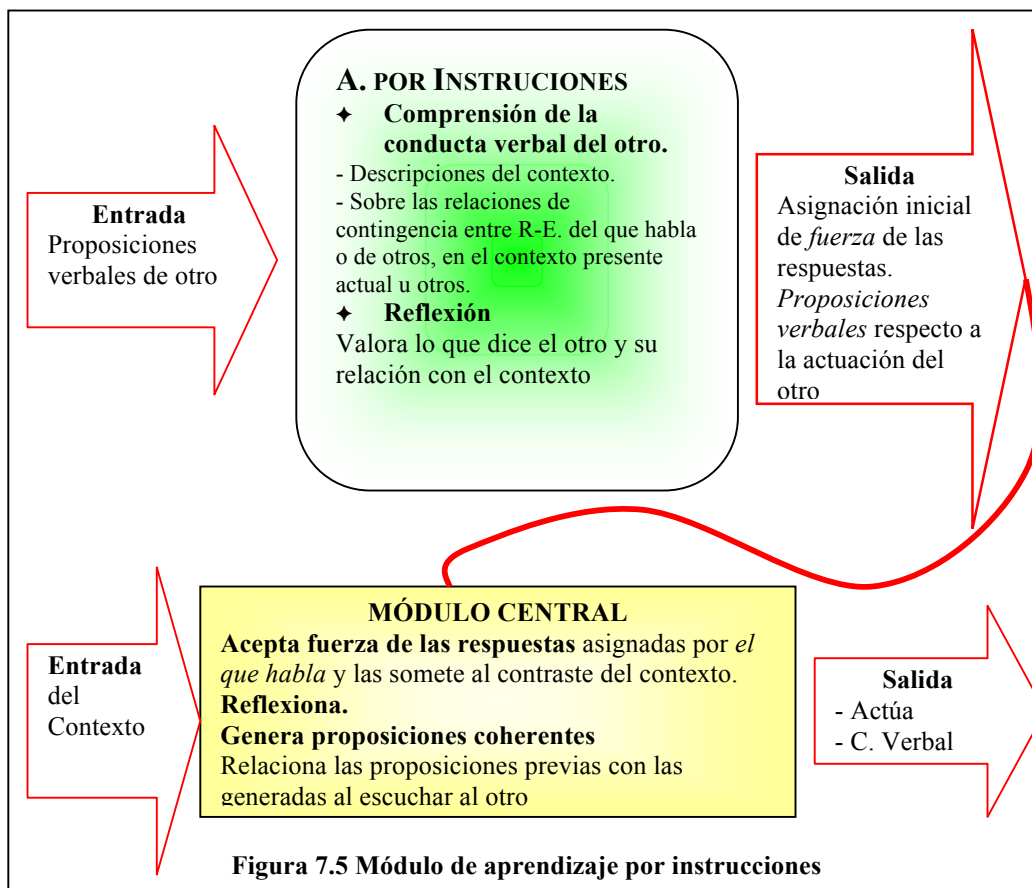 Entrada
Proposiciones
verbales de otro
A. POR INSTRUCIONES
✦ Comprensión de la
conducta verbal del otro.
- Descripciones del contexto.
- Sobre las relaciones de
contingencia entre R-E. del que habla
o de otros, en el contexto presente
actual u otros.
✦ Reflexión
Valora lo que dice el otro y su
relación con el contexto
Salida
Asignación inicial
de fuerza de las
respuestas.
Proposiciones
verbales respecto a
la actuación del
otro
Entrada
del
Contexto
MÓDULO CENTRAL
Acepta fuerza de las respuestas asignadas por el
que habla y las somete al contraste del contexto.
Reflexiona.
Genera proposiciones coherentes
Relaciona las proposiciones previas con las
generadas al escuchar al otro
Salida
- Actúa
- C. Verbal
Figura 7.5 Módulo de aprendizaje por instrucciones